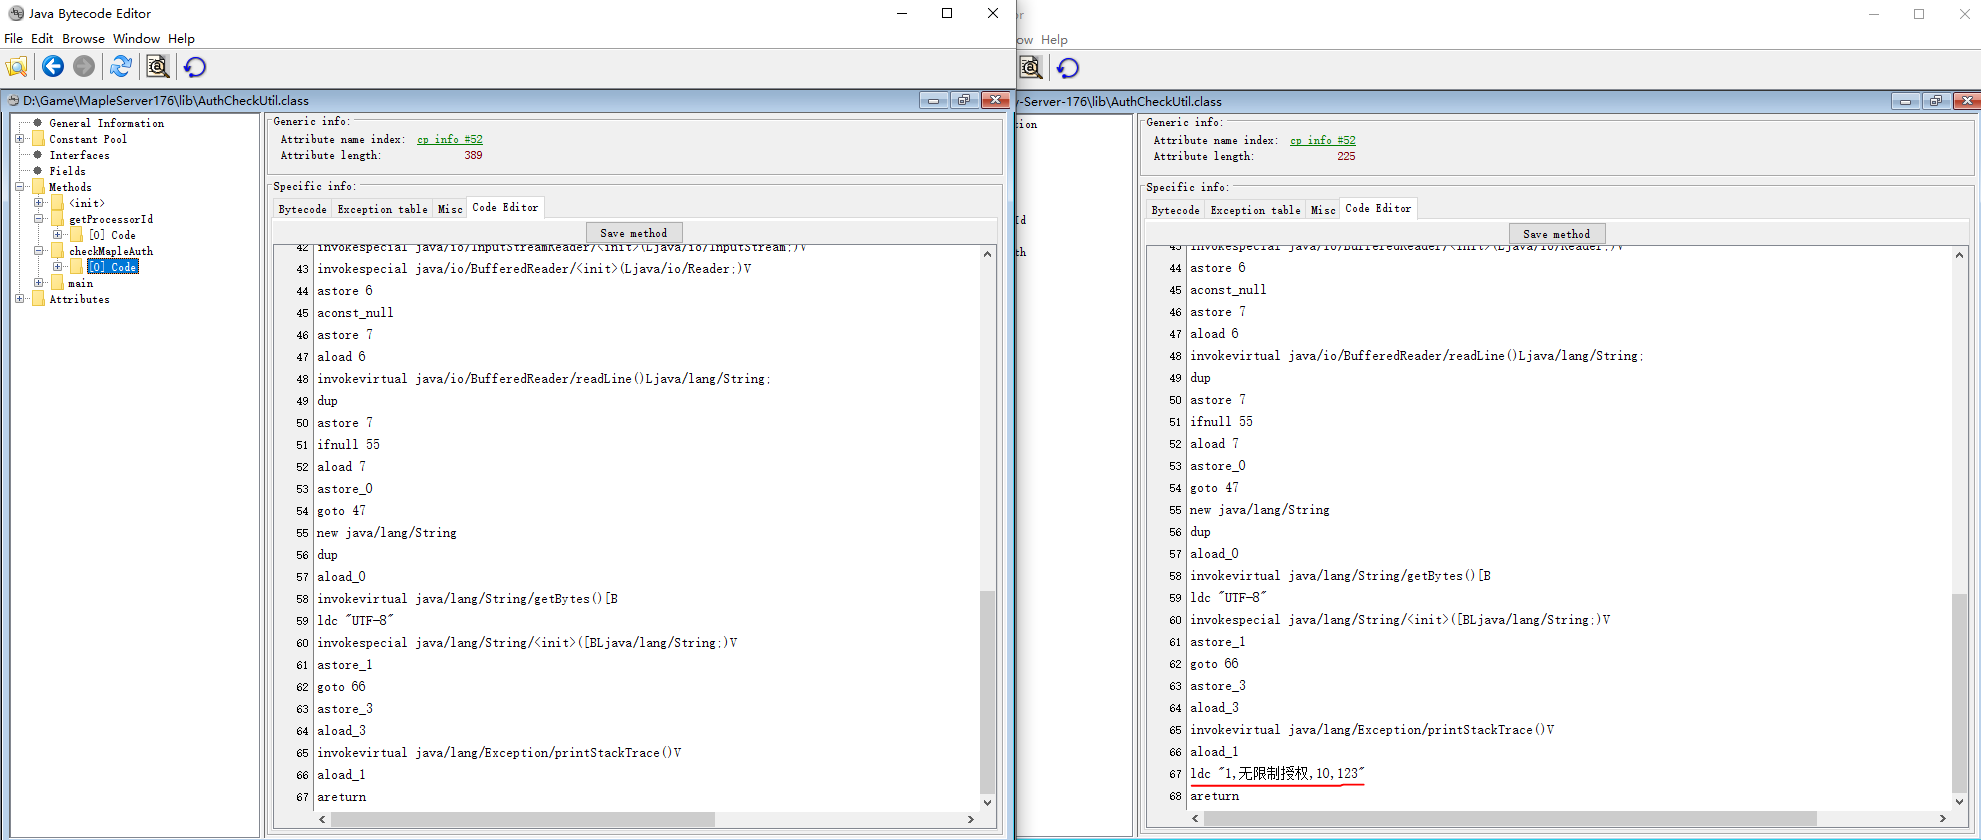 Java Bytecode Editor
File Edit Browse Window Help
D:\Game\MapleServer176\lib\AuthCheckUtil.class
General Information
Constant Pool
Interfaces
Fields
Methods
<init>
getProcessorId
[0] Code
checkMapleAuth
[0] Code
main
Attributes
Generic info:
Attribute name index: cp info #52
Attribute length: 389
Specific info:
Bytecode Exception table Misc Code Editor
Save method
42 invokespecial java/io/InputStreamReader/<init>(Ljava/io/InputStream;)V
43 invokespecial java/io/BufferedReader/<init>(Ljava/io/Reader;)V
44 astore 6
45 aconst_null
46 astore 7
47 aload 6
48 invokevirtual java/io/BufferedReader/readLine()Ljava/lang/String;
49 dup
50 astore 7
51 ifnull 55
52 aload 7
53 astore_0
54 goto 47
55 new java/lang/String
56 dup
57 aload_0
58 invokevirtual java/lang/String/getBytes()[B
59 ldc "UTF-8"
60 invokespecial java/lang/String/<init>([BLjava/lang/String;)V
61 astore_1
62 goto 66
63 astore_3
64 aload_3
65 invokevirtual java/lang/Exception/printStackTrace()V
66 aload_1
67 areturn
or
ow Help
y-Server-176\lib\AuthCheckUtil.class
ion
Id
th
Generic info:
Attribute name index: cp info #52
Attribute length: 225
Specific info:
Bytecode Exception table Misc Code Editor
Save method
43 invokespecial java/io/BufferedReader/<init>(Ljava/io/Reader;)V
44 astore 6
45 aconst_null
46 astore 7
47 aload 6
48 invokevirtual java/io/BufferedReader/readLine()Ljava/lang/String;
49 dup
50 astore 7
51 ifnull 55
52 aload 7
53 astore_0
54 goto 47
55 new java/lang/String
56 dup
57 aload_0
58 invokevirtual java/lang/String/getBytes()[B
59 ldc "UTF-8"
60 invokespecial java/lang/String/<init>([BLjava/lang/String;)V
61 astore_1
62 goto 66
63 astore_3
64 aload_3
65 invokevirtual java/lang/Exception/printStackTrace()V
66 aload_1
67 ldc "1,无限制授权,10,123"
68 areturn